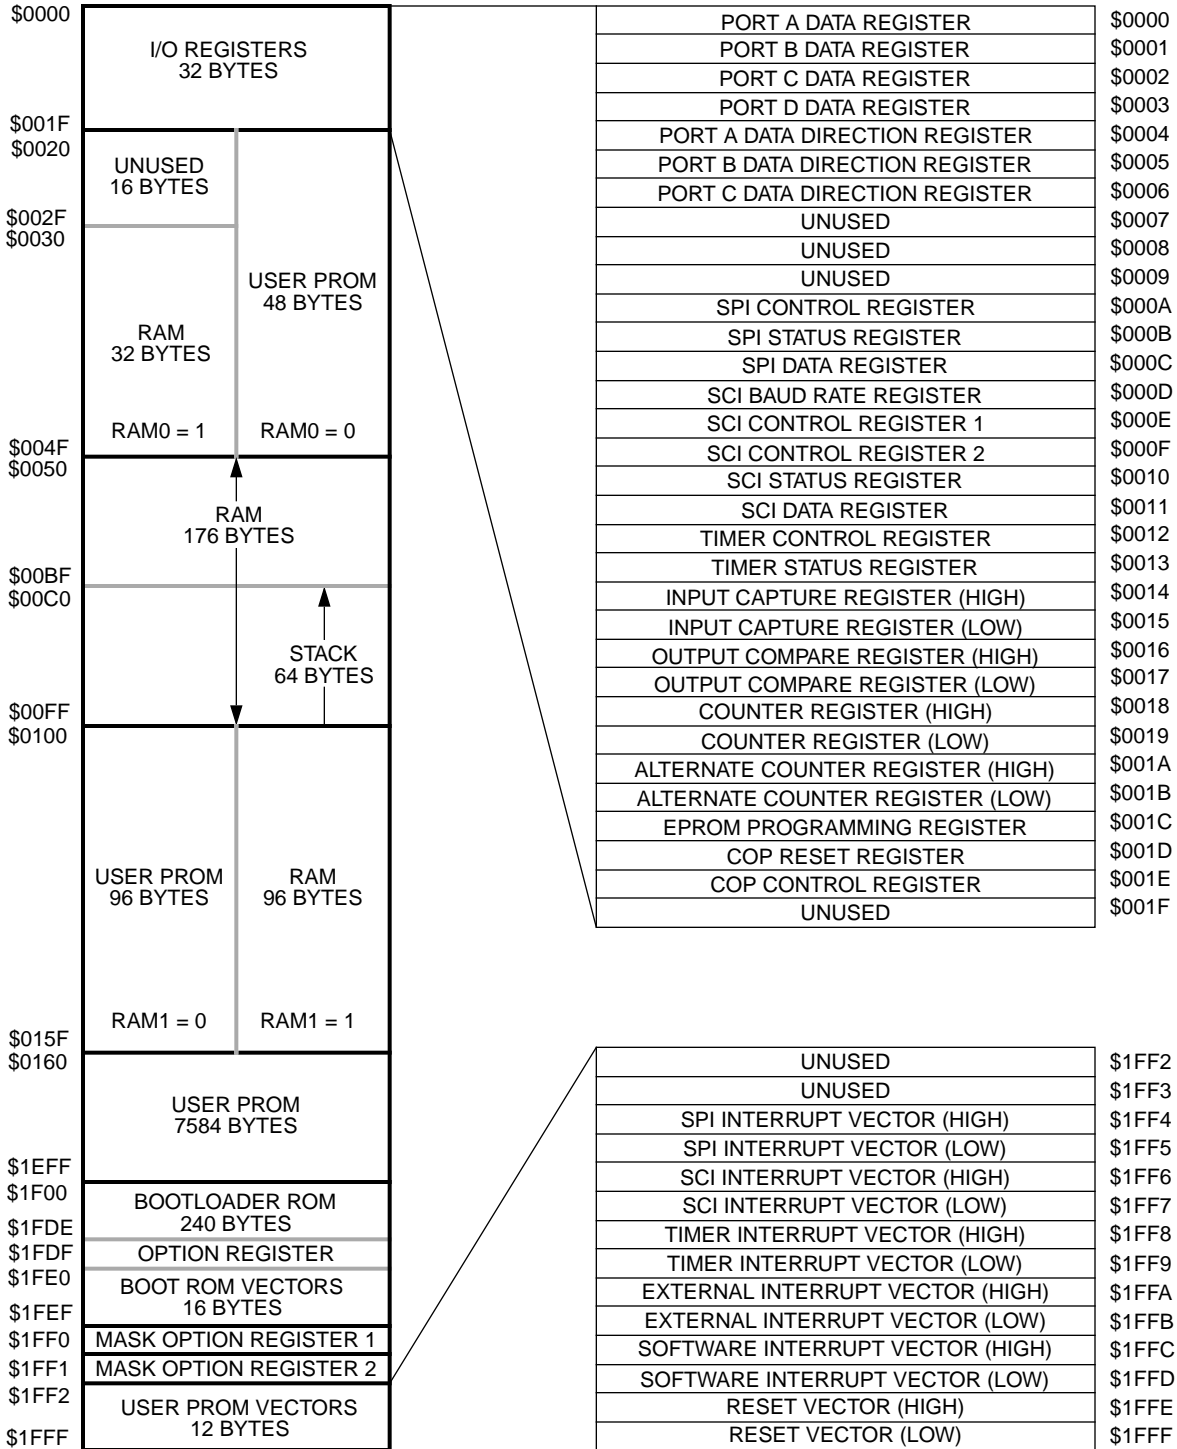 $0000
I/O REGISTERS
32 BYTES
$001F
$0020
UNUSED
16 BYTES
$002F
$0030
USER PROM
48 BYTES
RAM
32 BYTES
RAM0 = 1
RAM0 = 0
$004F
$0050
RAM
176 BYTES
$00BF
$00C0
STACK
64 BYTES
$00FF
$0100
USER PROM
96 BYTES
RAM
96 BYTES
RAM1 = 0
RAM1 = 1
$015F
$0160
USER PROM
7584 BYTES
$1EFF
$1F00
BOOTLOADER ROM
240 BYTES
$1FDE
$1FDF
OPTION REGISTER
$1FE0
BOOT ROM VECTORS
16 BYTES
$1FEF
$1FF0
MASK OPTION REGISTER 1
$1FF1
MASK OPTION REGISTER 2
$1FF2
USER PROM VECTORS
12 BYTES
$1FFF
PORT A DATA REGISTER $0000
PORT B DATA REGISTER $0001
PORT C DATA REGISTER $0002
PORT D DATA REGISTER $0003
PORT A DATA DIRECTION REGISTER $0004
PORT B DATA DIRECTION REGISTER $0005
PORT C DATA DIRECTION REGISTER $0006
UNUSED $0007
UNUSED $0008
UNUSED $0009
SPI CONTROL REGISTER $000A
SPI STATUS REGISTER $000B
SPI DATA REGISTER $000C
SCI BAUD RATE REGISTER $000D
SCI CONTROL REGISTER 1 $000E
SCI CONTROL REGISTER 2 $000F
SCI STATUS REGISTER $0010
SCI DATA REGISTER $0011
TIMER CONTROL REGISTER $0012
TIMER STATUS REGISTER $0013
INPUT CAPTURE REGISTER (HIGH) $0014
INPUT CAPTURE REGISTER (LOW) $0015
OUTPUT COMPARE REGISTER (HIGH) $0016
OUTPUT COMPARE REGISTER (LOW) $0017
COUNTER REGISTER (HIGH) $0018
COUNTER REGISTER (LOW) $0019
ALTERNATE COUNTER REGISTER (HIGH) $001A
ALTERNATE COUNTER REGISTER (LOW) $001B
EPROM PROGRAMMING REGISTER $001C
COP RESET REGISTER $001D
COP CONTROL REGISTER $001E
UNUSED $001F
UNUSED $1FF2
UNUSED $1FF3
SPI INTERRUPT VECTOR (HIGH) $1FF4
SPI INTERRUPT VECTOR (LOW) $1FF5
SCI INTERRUPT VECTOR (HIGH) $1FF6
SCI INTERRUPT VECTOR (LOW) $1FF7
TIMER INTERRUPT VECTOR (HIGH) $1FF8
TIMER INTERRUPT VECTOR (LOW) $1FF9
EXTERNAL INTERRUPT VECTOR (HIGH) $1FFA
EXTERNAL INTERRUPT VECTOR (LOW) $1FFB
SOFTWARE INTERRUPT VECTOR (HIGH) $1FFC
SOFTWARE INTERRUPT VECTOR (LOW) $1FFD
RESET VECTOR (HIGH) $1FFE
RESET VECTOR (LOW) $1FFF